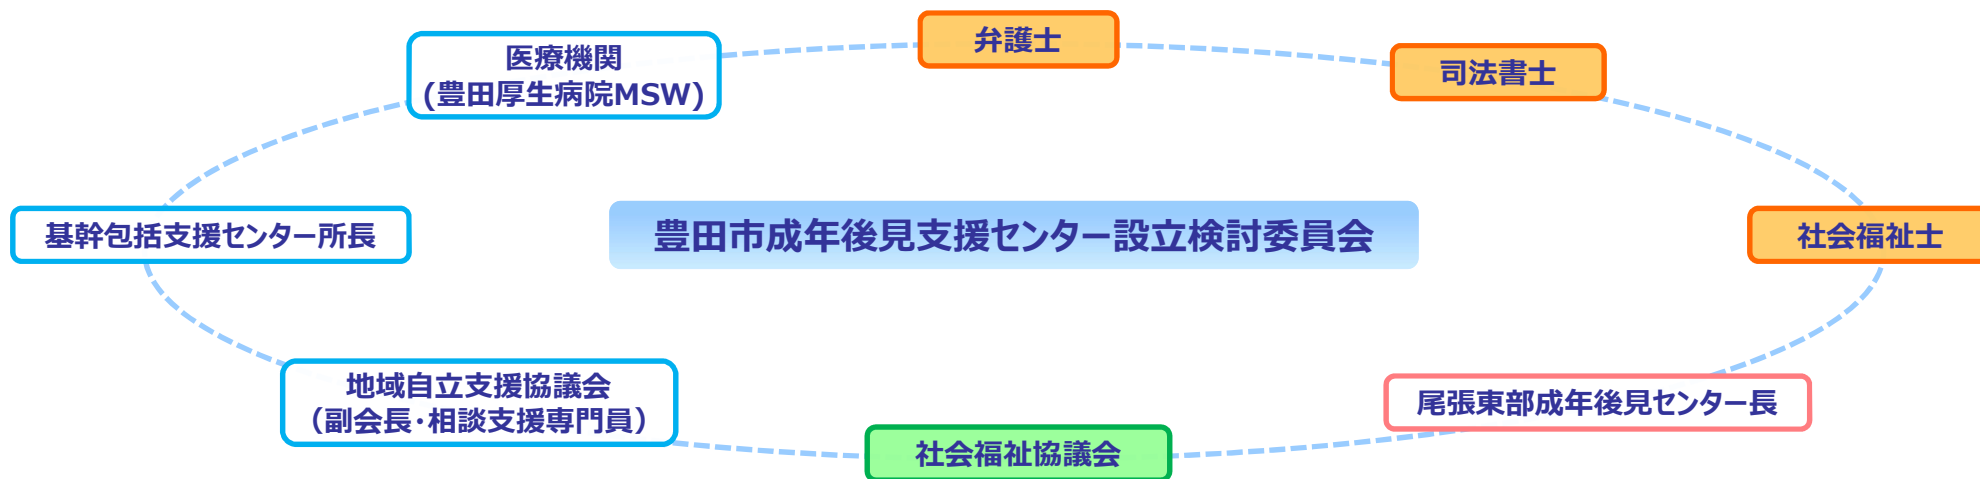 弁護士
医療機関
(豊田厚生病院MSW)
司法書士
基幹包括支援センター所長
豊田市成年後見支援センター設立検討委員会
社会福祉士
地域自立支援協議会
（副会長・相談支援専門員）
尾張東部成年後見センター長
社会福祉協議会